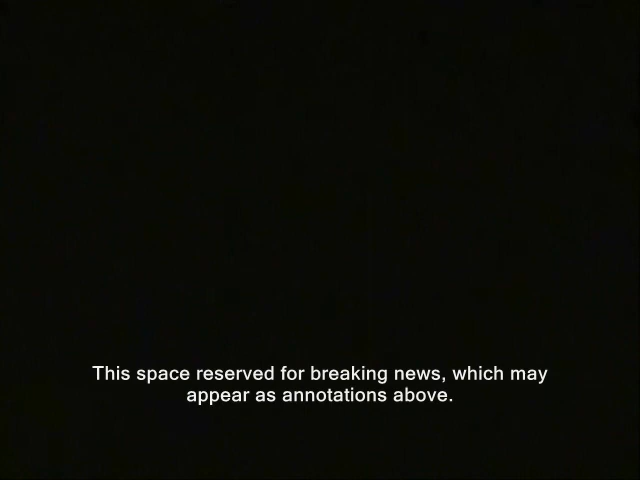 This space reserved for breaking news, which may
appear as annotations above.